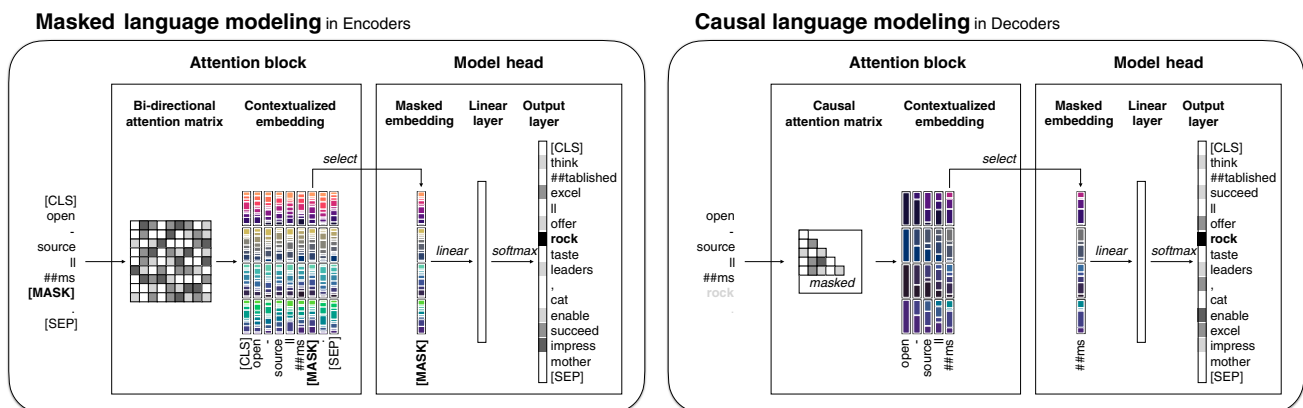 Masked language modeling in Encoders
Attention block
Model head
Bi-directional
attention matrix
Contextualized
embedding
Masked
embedding
Linear
layer
Output
layer
select
[CLS]
open
-
source
ll
##ms
[MASK]
.
[SEP]
[CLS]
open
-
source
ll
##ms
[MASK]
.
[SEP]
linear
softmax
[MASK]
[CLS]
think
##tablished
excel
ll
offer
rock
taste
leaders
,
cat
enable
succeed
impress
mother
[SEP]
Causal language modeling in Decoders
Attention block
Model head
Causal
attention matrix
Contextualized
embedding
Masked
embedding
Linear
layer
Output
layer
select
open
-
source
ll
##ms
rock
.
masked
open
-
source
ll
##ms
linear
softmax
##ms
[CLS]
think
##tablished
succeed
ll
offer
rock
taste
leaders
,
cat
enable
excel
impress
mother
[SEP]